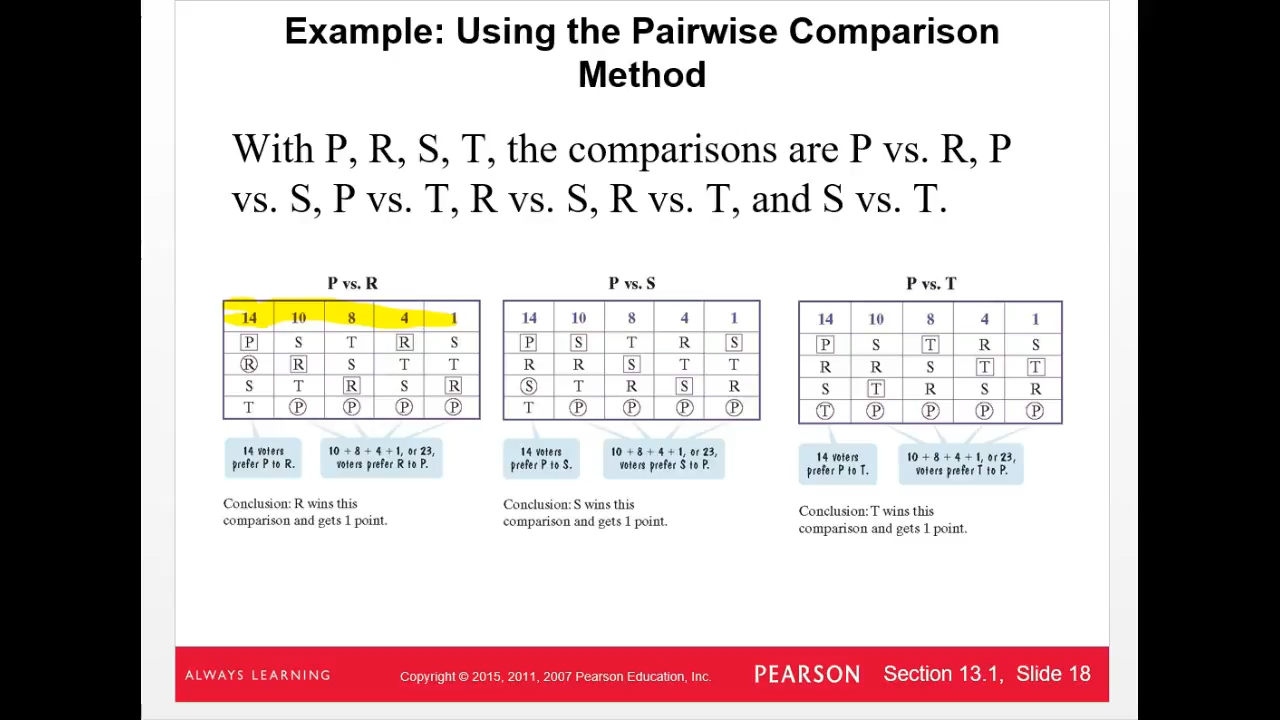 Example: Using the Pairwise Comparison
Method
With P, R, S, T, the comparisons are P vs. R, P
vs. S, P vs. T, R vs. S, R vs. T, and S vs. T.
P vs. R
14 10 8 4 1
P S T R S
R R S T T
S T R S R
T P P P P
14 voters
prefer P to R.
10 + 8 + 4 + 1, or 23,
voters prefer R to P.
Conclusion: R wins this
comparison and gets 1 point.
P vs. S
14 10 8 4 1
P S T R S
R R S T T
S T R S R
T P P P P
14 voters
prefer P to S.
10 + 8 + 4 + 1, or 23,
voters prefer S to P.
Conclusion: S wins this
comparison and gets 1 point.
P vs. T
14 10 8 4 1
P S T R S
R R S T T
S T R S R
T P P P P
14 voters
prefer P to T.
10 + 8 + 4 + 1, or 23,
voters prefer T to P.
Conclusion: T wins this
comparison and gets 1 point.
ALWAYS LEARNING
Copyright © 2015, 2011, 2007 Pearson Education, Inc.
PEARSON
Section 13.1, Slide 18